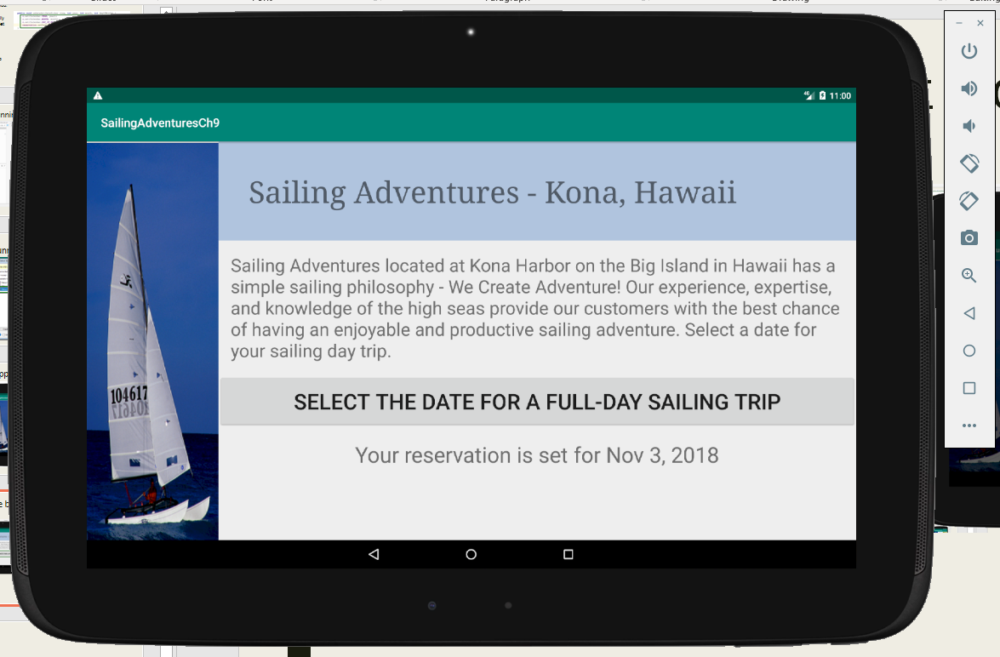 4G 11:00
SailingAdventuresCh9
Sailing Adventures - Kona, Hawaii
104617
Sailing Adventures located at Kona Harbor on the Big Island in Hawaii has a
simple sailing philosophy - We Create Adventure! Our experience, expertise,
and knowledge of the high seas provide our customers with the best chance
of having an enjoyable and productive sailing adventure. Select a date for
your sailing day trip.
SELECT THE DATE FOR A FULL-DAY SAILING TRIP
Your reservation is set for Nov 3, 2018